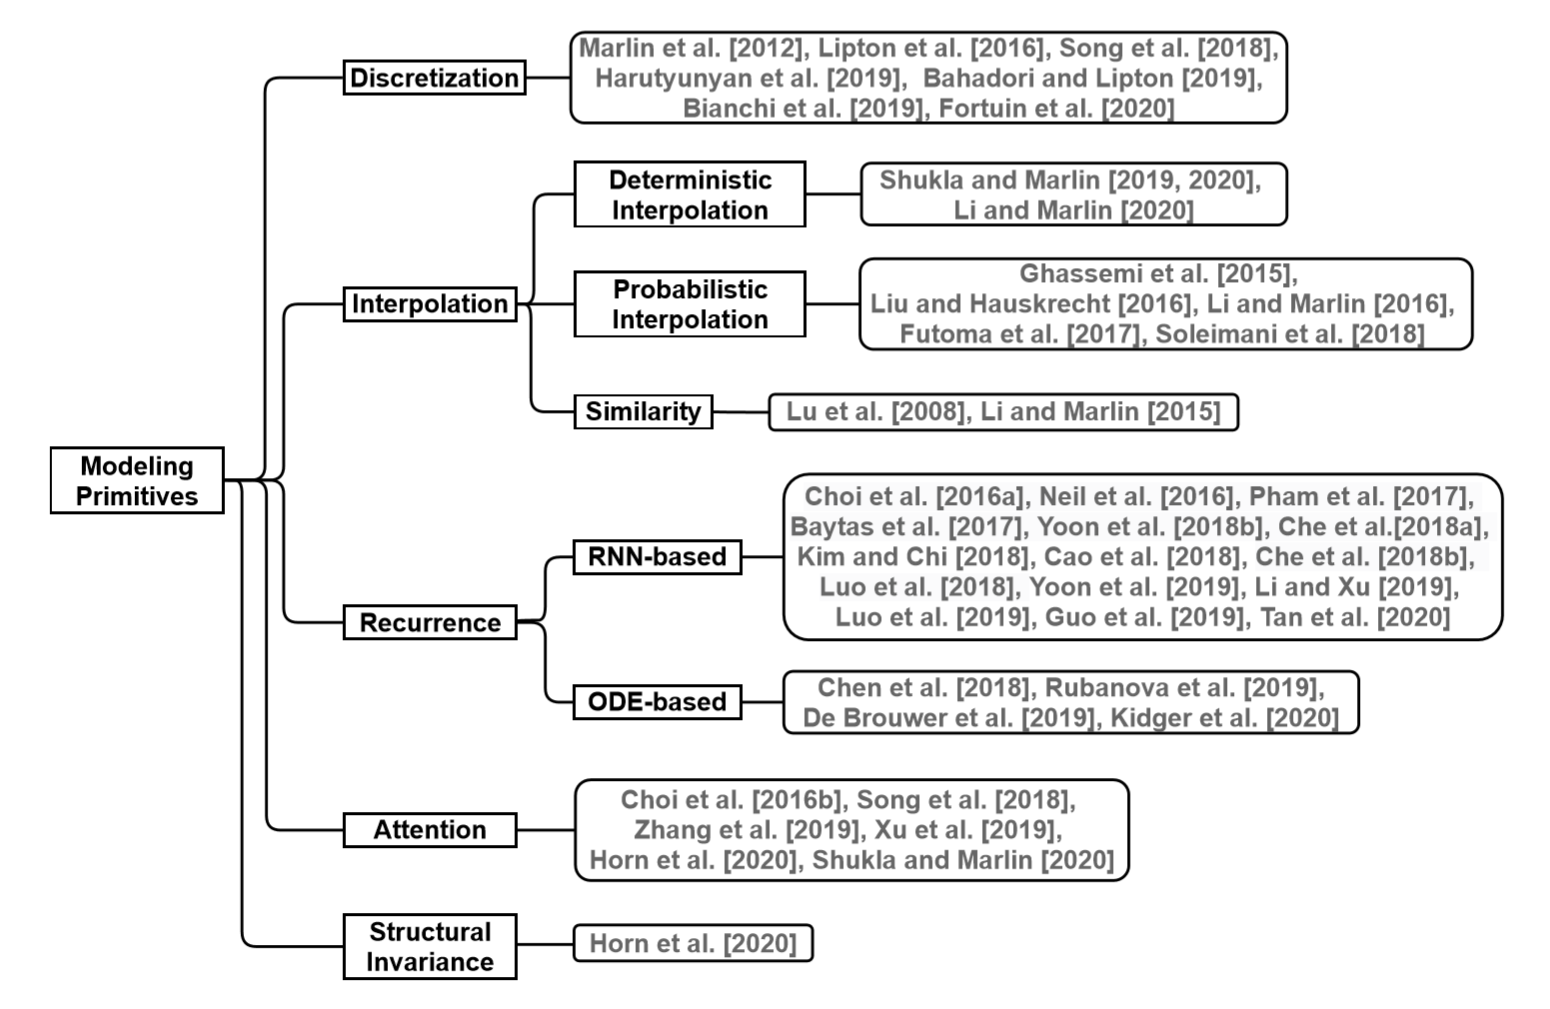 Discretization
Marlin et al. [2012], Lipton et al. [2016], Song et al. [2018],
Harutyunyan et al. [2019],  Bahadori and Lipton [2019],
Bianchi et al. [2019], Fortuin et al. [2020]
Interpolation
Deterministic
Interpolation
Shukla and Marlin [2019, 2020],
Li and Marlin [2020]
Probabilistic
Interpolation
Ghassemi et al. [2015],
Liu and Hauskrecht [2016], Li and Marlin [2016],
Futoma et al. [2017], Soleimani et al. [2018]
Similarity
Lu et al. [2008], Li and Marlin [2015]
Modeling
Primitives
Recurrence
RNN-based
Choi et al. [2016a], Neil et al. [2016], Pham et al. [2017],
Baytas et al. [2017], Yoon et al. [2018b], Che et al.[2018a],
Kim and Chi [2018], Cao et al. [2018], Che et al. [2018b],
Luo et al. [2018], Yoon et al. [2019], Li and Xu [2019],
Luo et al. [2019], Guo et al. [2019], Tan et al. [2020]
ODE-based
Chen et al. [2018], Rubanova et al. [2019],
De Brouwer et al. [2019], Kidger et al. [2020]
Attention
Choi et al. [2016b], Song et al. [2018],
Zhang et al. [2019], Xu et al. [2019],
Horn et al. [2020], Shukla and Marlin [2020]
Structural
Invariance
Horn et al. [2020]